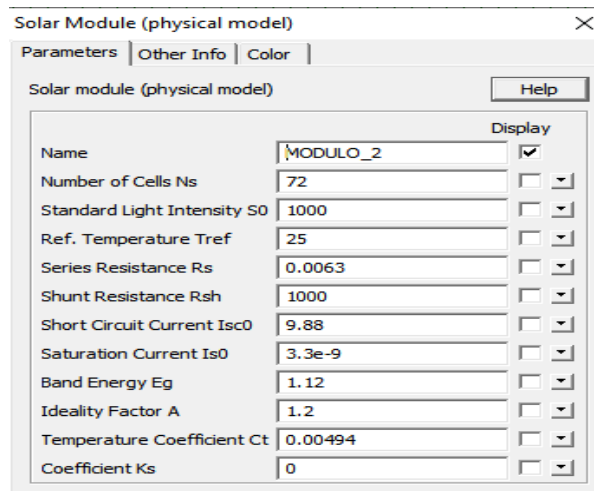 Solar Module (physical model)
Parameters Other Info Color
Solar module (physical model) Help
Display
Name MODULO_2
Number of Cells Ns 72
Standard Light Intensity S0 1000
Ref. Temperature Tref 25
Series Resistance Rs 0.0063
Shunt Resistance Rsh 1000
Short Circuit Current Isc0 9.88
Saturation Current Is0 3.3e-9
Band Energy Eg 1.12
Ideality Factor A 1.2
Temperature Coefficient Ct 0.00494
Coefficient Ks 0